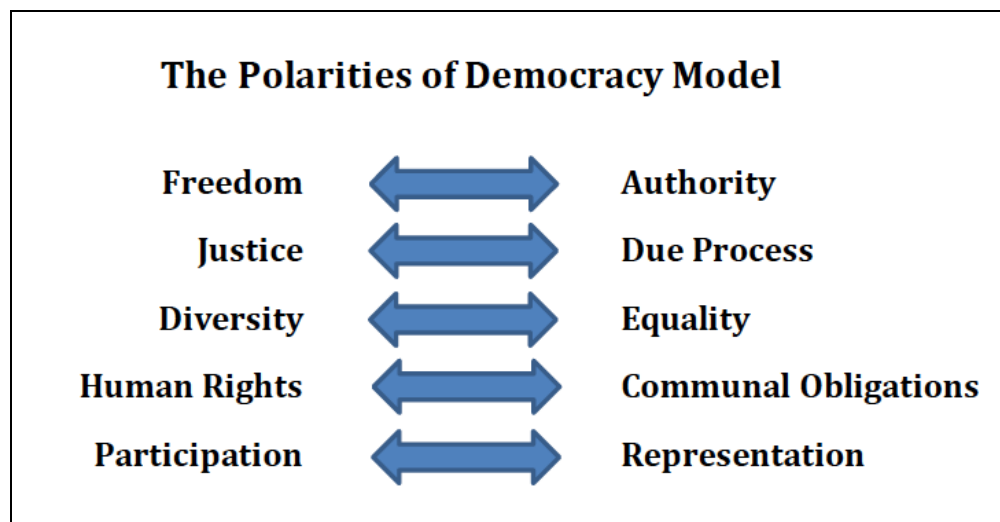 The Polarities of Democracy Model
Freedom Authority
Justice Due Process
Diversity Equality
Human Rights Communal Obligations
Participation Representation